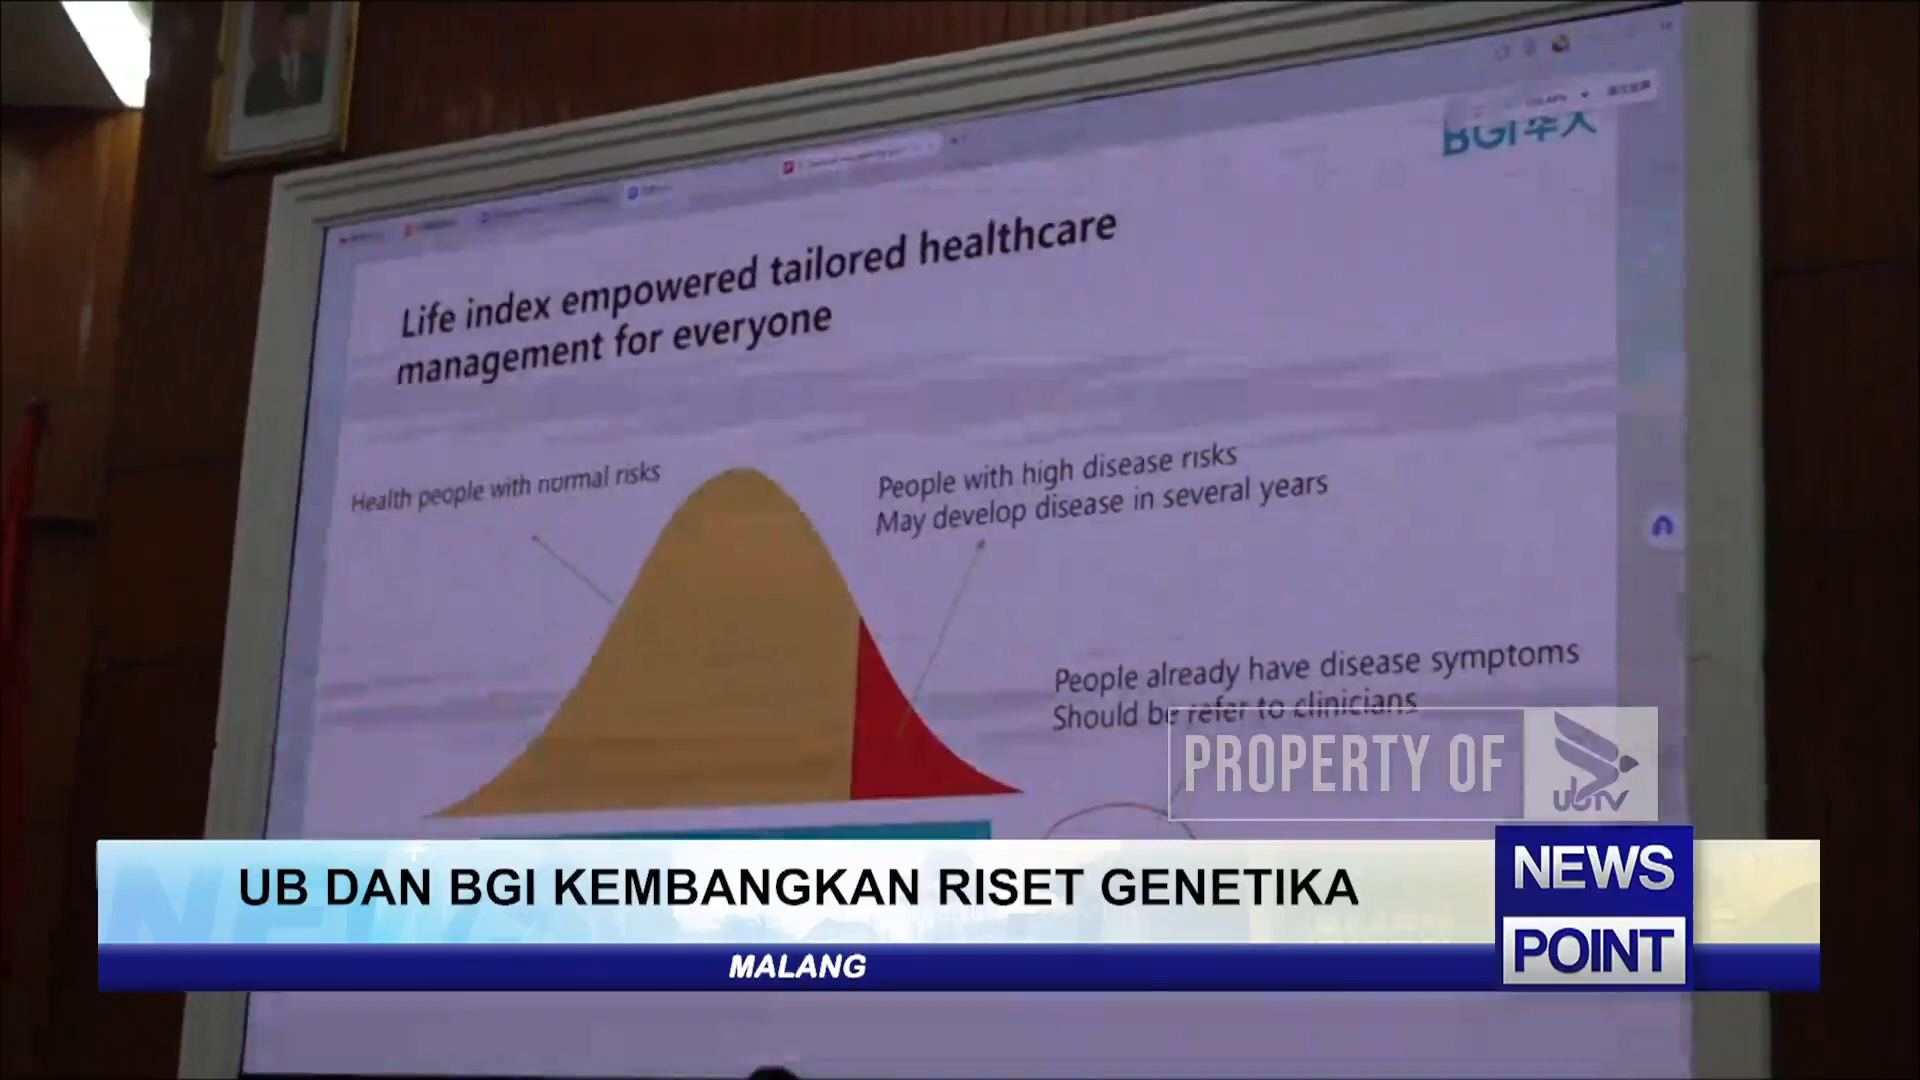 BGI华大
Life index empowered tailored healthcare
management for everyone
Health people with normal risks
People with high disease risks
May develop disease in several years
People already have disease symptoms
Should be refer to clinicians
PROPERTY OF
UBTV
UB DAN BGI KEMBANGKAN RISET GENETIKA
NEWS
POINT
MALANG